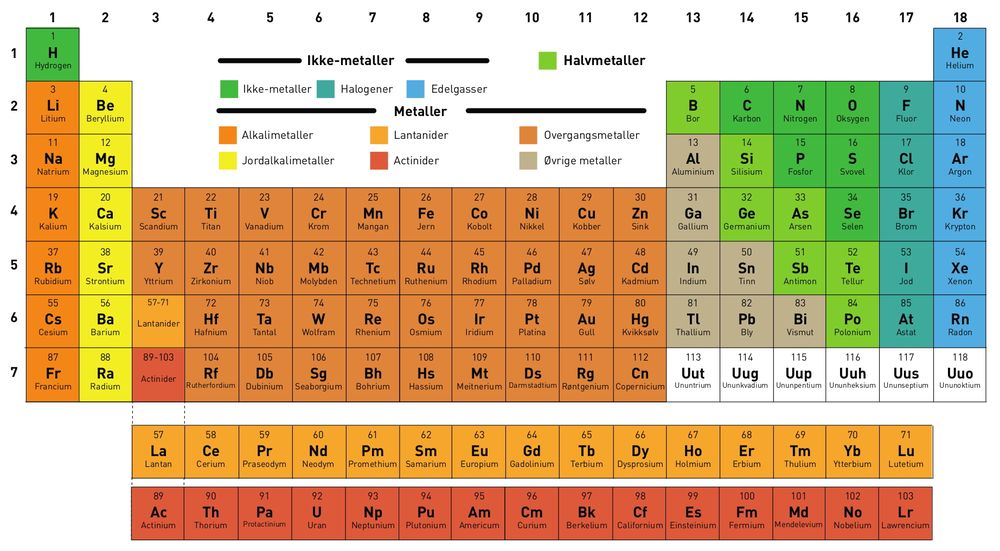 1 2 3 4 5 6 7 8 9 10 11 12 13 14 15 16 17 18
Ikke-metaller
Halvmetaller
Ikke-metaller Halogener Edelgasser
Metaller
Alkalimetaller Lantanider Overgangsmetaller
Jordalkalimetaller Actinider Øvrige metaller
1
1 2
H He
Hydrogen Helium
2
3 4 5 6 7 8 9 10
Li Be B C N O F N
Litium Beryllium Bor Karbon Nitrogen Oksygen Fluor Neon
3
11 12 13 14 15 16 17 18
Na Mg Al Si P S Cl Ar
Natrium Magnesium Aluminium Silisium Fosfor Svovel Klor Argon
4
19 20 21 22 23 24 25 26 27 28 29 30 31 32 33 34 35 36
K Ca Sc Ti V Cr Mn Fe Co Ni Cu Zn Ga Ge As Se Br Kr
Kalium Kalsium Scandium Titan Vanadium Krom Mangan Jern Kobolt Nikkel Kobber Sink Gallium Germanium Arsen Selen Brom Krypton
5
37 38 39 40 41 42 43 44 45 46 47 48 49 50 51 52 53 54
Rb Sr Y Zr Nb Mb Tc Ru Rh Pd Ag Cd In Sn Sb Te I Xe
Rubidium Strontium Yttrium Zirkonium Niob Molybden Technetium Ruthenium Rhodium Palladium Sølv Kadmium Indium Tinn Antimon Tellur Jod Xenon
6
55 56 57-71 72 73 74 75 76 77 78 79 80 81 82 83 84 85 86
Cs Ba Hf Ta W Re Os Ir Pt Au Hg Tl Pb Bi Po At Rn
Cesium Barium Lantanider Hafnium Tantal Wolfram Rhenium Osmium Iridium Platina Gull Kvikksølv Thallium Bly Vismut Polonium Astat Radon
7
87 88 89-103 104 105 106 107 108 109 110 111 112 113 114 115 116 117 118
Fr Ra Rf Db Sg Bh Hs Mt Ds Rg Cn Uut Uug Uup Uuh Uus Uuo
Francium Radium Actinider Rutherfordium Dubinium Seaborgium Bohrium Hassium Meitnerium Darmstadtium Røntgenium Copernicium Ununtrium Ununkvadium Ununpentium Ununheksium Ununseptium Ununoktium
57 58 59 60 61 62 63 64 65 66 67 68 69 70 71
La Ce Pr Nd Pm Sm Eu Gd Tb Dy Ho Er Tm Yb Lu
Lantan Cerium Praseodym Neodym Promethium Samarium Europium Gadolinium Terbium Dysprosium Holmium Erbium Thulium Ytterbium Lutetium
89 90 91 92 93 94 95 96 97 98 99 100 101 102 103
Ac Th Pa U Np Pu Am Cm Bk Cf Es Fm Md No Lr
Actinium Thorium Protactinium Uran Neptunium Plutonium Americum Curium Berkelium Californium Einsteinium Fermium Mendelevium Nobelium Lawrencium